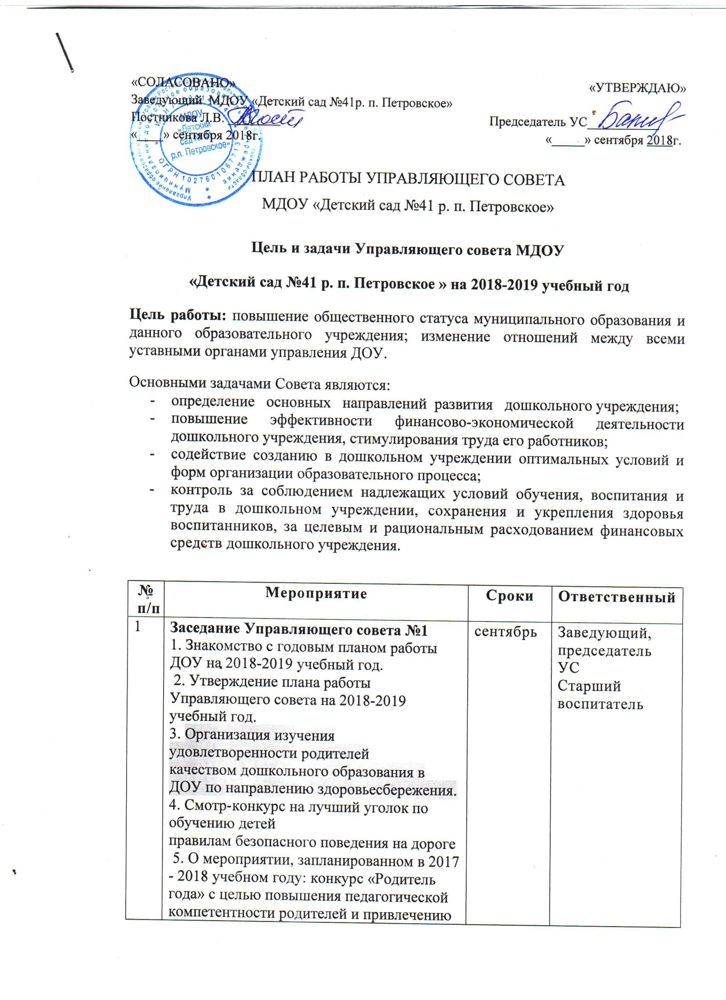 «СОЛАСОВАНО»
«УТВЕРЖДАЮ»
Заведующий МДОУ «Детский сад №41р. п. Петровское»
Постникова Л.В. ________
Председатель УС___________
«____» сентября 2018г.
«_____» сентября 2018г.
МДОУ
«Детский
сад № 41
р.п. Петровское»
ОГРН 1027601067713
ПЛАН РАБОТЫ УПРАВЛЯЮЩЕГО СОВЕТА
МДОУ «Детский сад №41 р. п. Петровское»
Цель и задачи Управляющего совета МДОУ
«Детский сад №41 р. п. Петровское » на 2018-2019 учебный год
Цель работы: повышение общественного статуса муниципального образования и
данного образовательного учреждения; изменение отношений между всеми
уставными органами управления ДОУ.
Основными задачами Совета являются:
- определение основных направлений развития дошкольного учреждения;
- повышение эффективности финансово-экономической деятельности
дошкольного учреждения, стимулирования труда его работников;
- содействие созданию в дошкольном учреждении оптимальных условий и
форм организации образовательного процесса;
- контроль за соблюдением надлежащих условий обучения, воспитания и
труда в дошкольном учреждении, сохранения и укрепления здоровья
воспитанников, за целевым и рациональным расходованием финансовых
средств дошкольного учреждения.
№ п/п
Мероприятие
Сроки
Ответственный
1
Заседание Управляющего совета №1
1. Знакомство с годовым планом работы
ДОУ на 2018-2019 учебный год.
2. Утверждение плана работы
Управляющего совета на 2018-2019
учебный год.
3. Организация изучения
удовлетворенности родителей
качеством дошкольного образования в
ДОУ по направлению здоровьесбережения.
4. Смотр-конкурс на лучший уголок по
обучению детей
правилам безопасного поведения на дороге
5. О мероприятии, запланированном в 2017
- 2018 учебном году: конкурс «Родитель
года» с целью повышения педагогической
компетентности родителей и привлечению
сентябрь
Заведующий,
председатель
УС
Старший
воспитатель